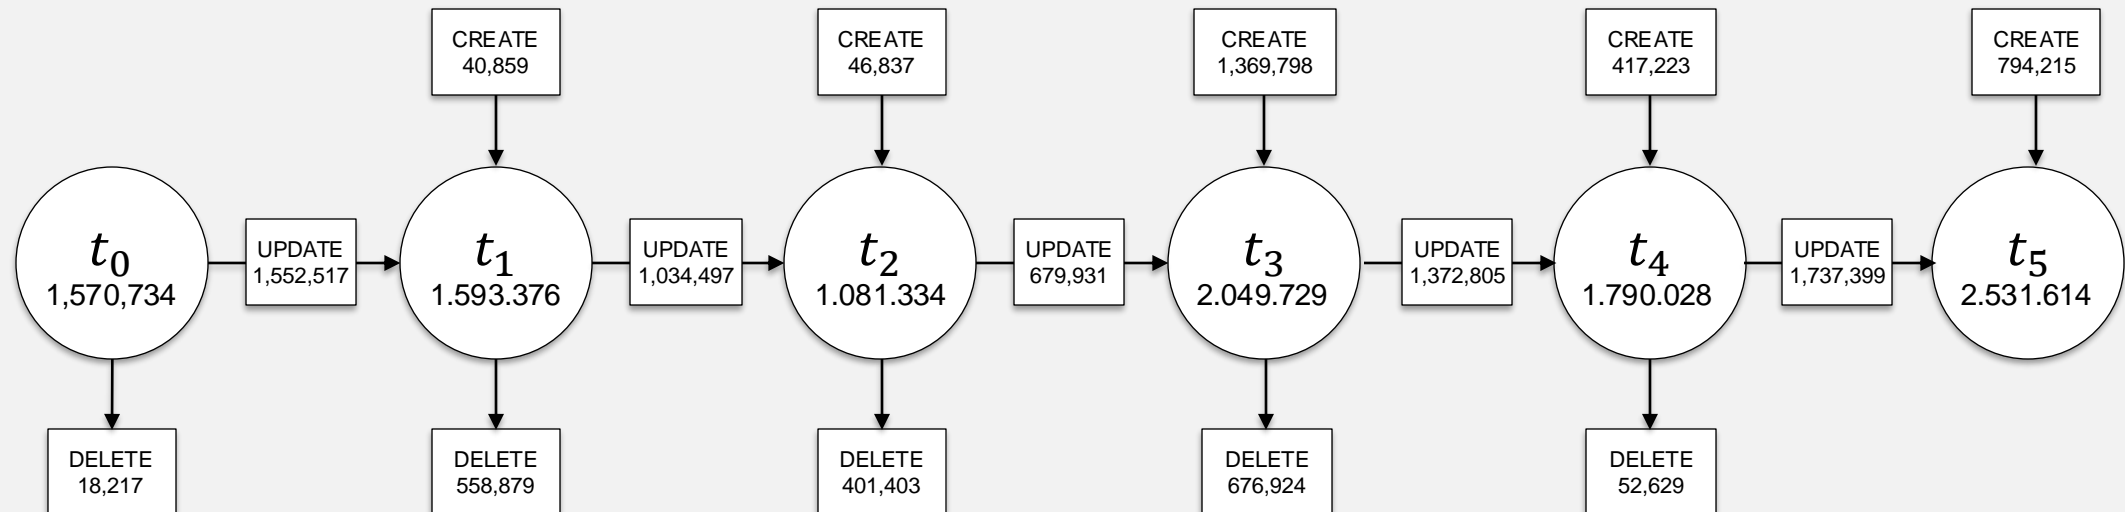 CREATE
40,859
CREATE
46,837
CREATE
1,369,798
CREATE
417,223
CREATE
794,215
t₀
1,570,734
UPDATE
1,552,517
t₁
1.593.376
UPDATE
1,034,497
t₂
1.081.334
UPDATE
679,931
t₃
2.049.729
UPDATE
1,372,805
t₄
1.790.028
UPDATE
1,737,399
t₅
2.531.614
DELETE
18,217
DELETE
558,879
DELETE
401,403
DELETE
676,924
DELETE
52,629